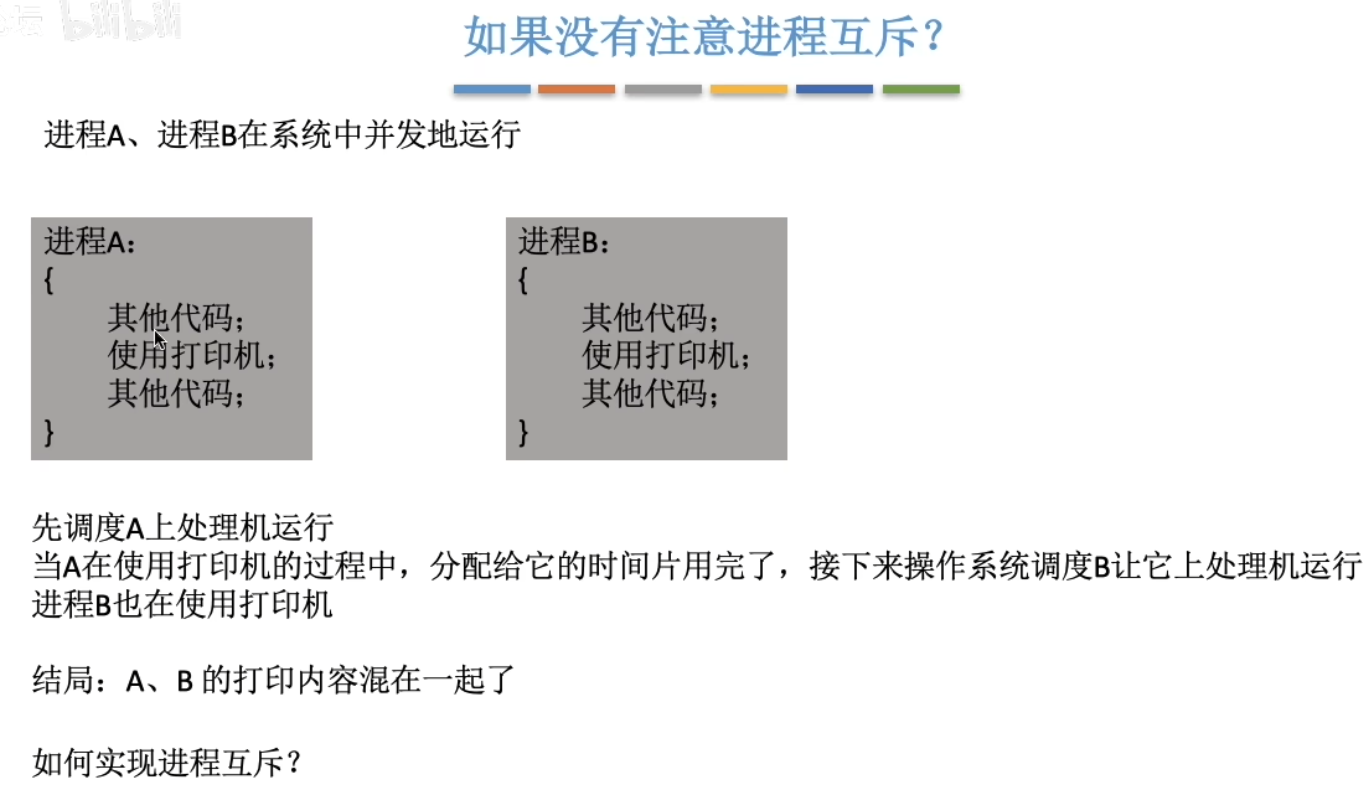 bilibili
如果没有注意进程互斥？
进程A、进程B在系统中并发地运行
进程A：
{
其他代码；
使用打印机；
其他代码；
}
进程B：
{
其他代码；
使用打印机；
其他代码；
}
先调度A上处理机运行
当A在使用打印机的过程中，分配给它的时间片用完了，接下来操作系统调度B让它上处理机运行
进程B也在使用打印机
结局：A、B 的打印内容混在一起了
如何实现进程互斥？